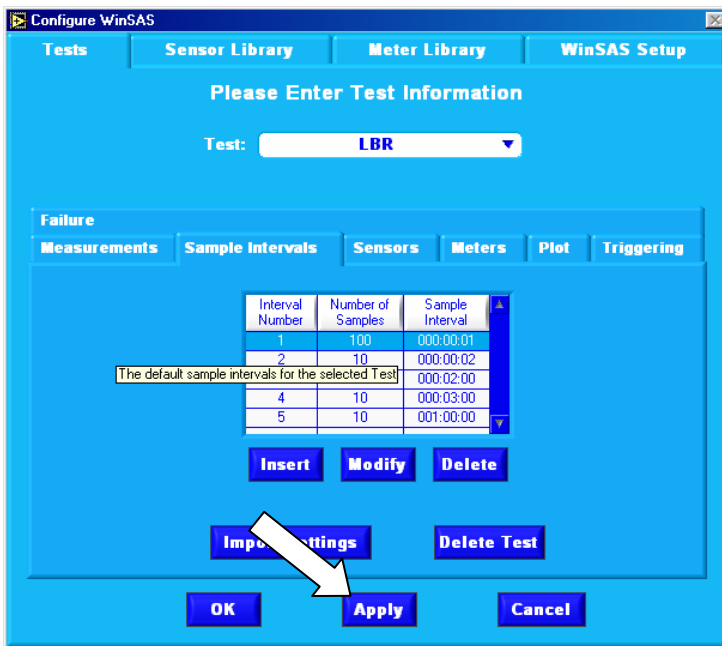 Configure WinSAS
Tests Sensor Library Meter Library WinSAS Setup
Please Enter Test Information
Test: LBR
Failure
Measurements Sample Intervals Sensors Meters Plot Triggering
Interval Number Number of Samples Sample Interval
1 100 000:00:01
2 10 000:00:02
The default sample intervals for the selected Test 000:02:00
4 10 000:03:00
5 10 001:00:00
Insert Modify Delete
Delete Test
OK Apply Cancel